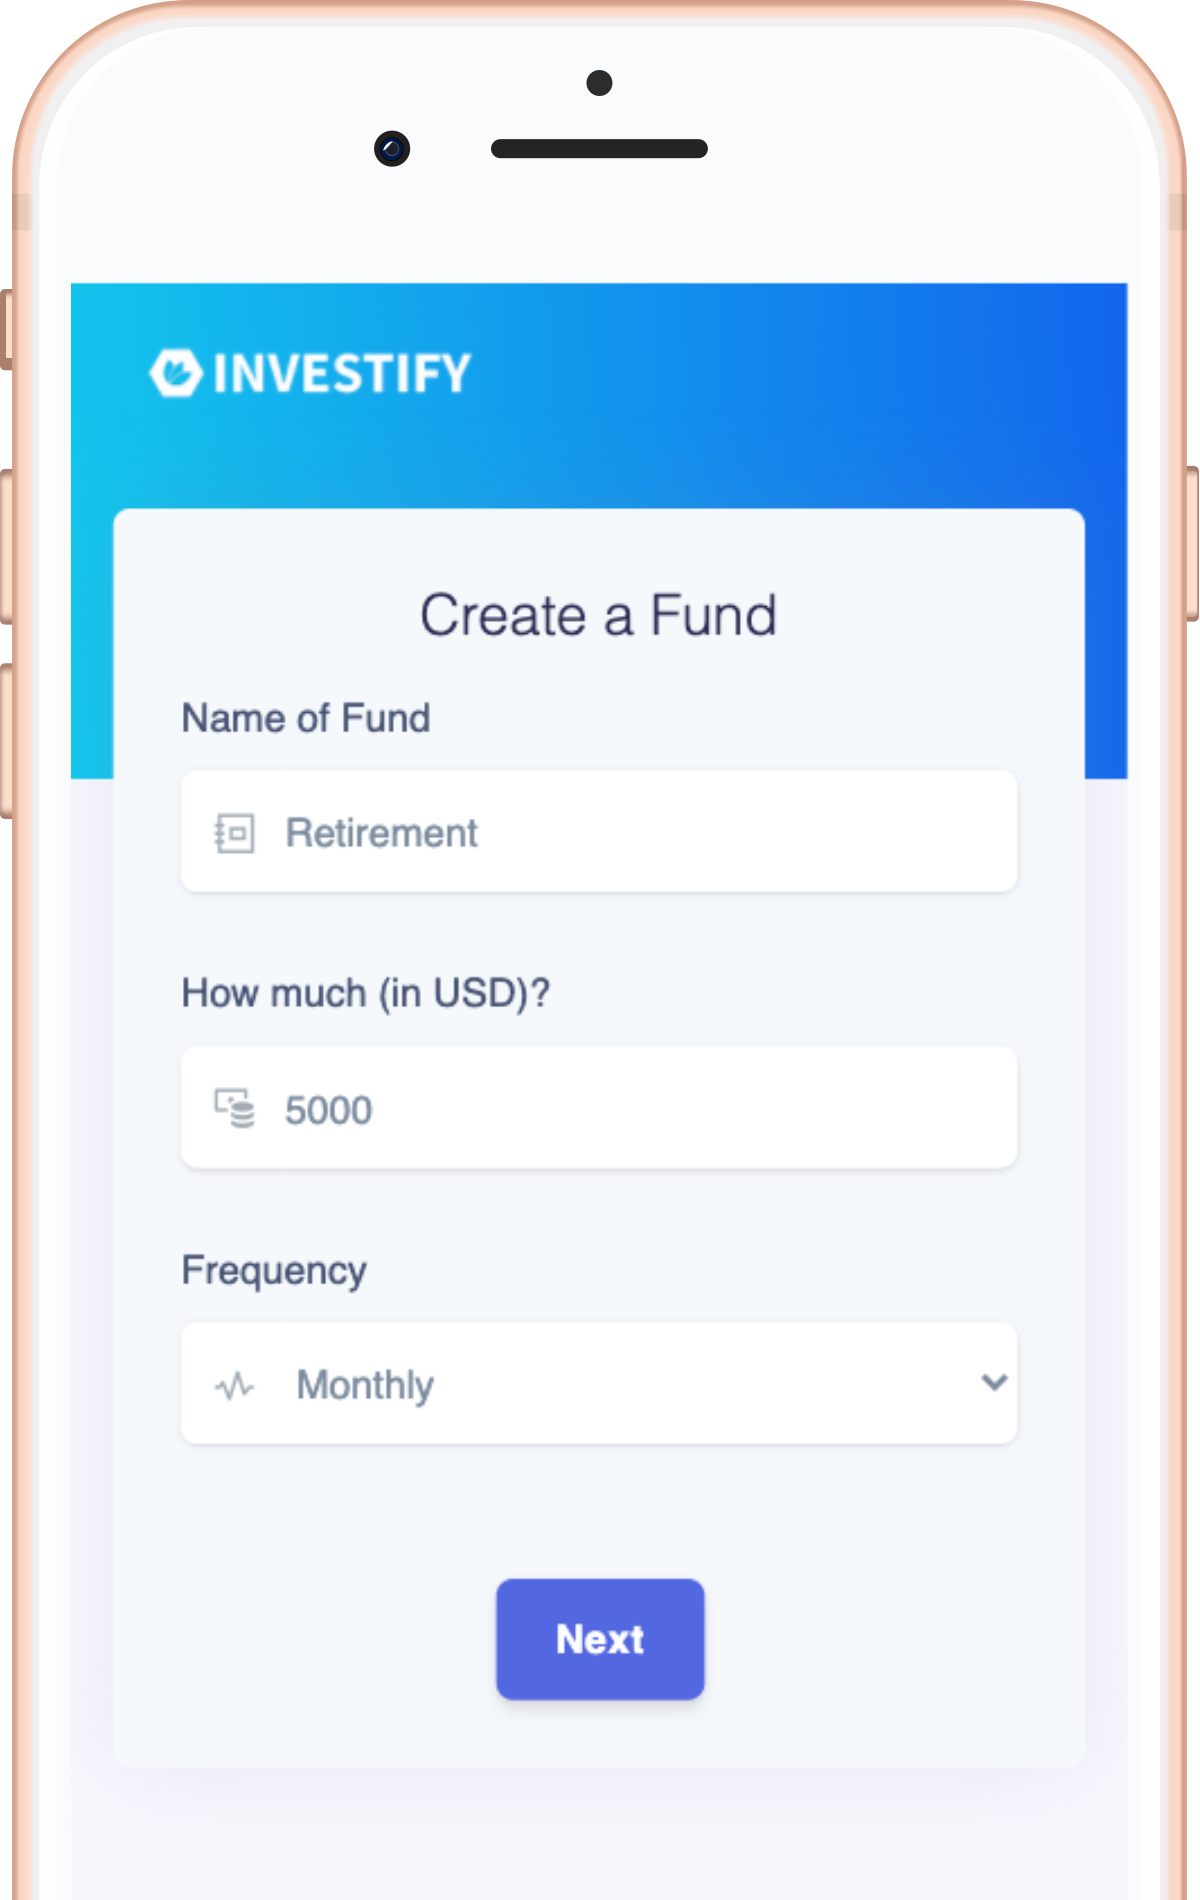 INVESTIFY
Create a Fund
Name of Fund
Retirement
How much (in USD)?
5000
Frequency
Monthly
Next